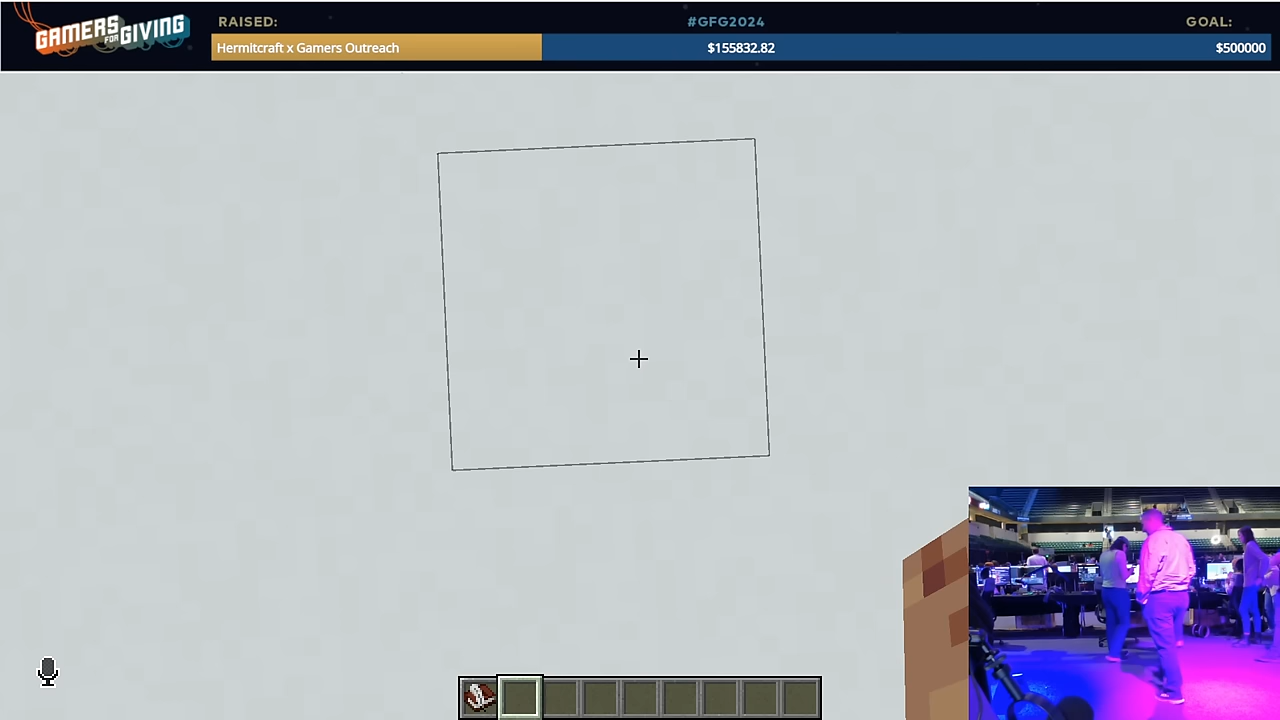 GAMERS
FOR GIVING
RAISED:
#GFG2024
GOAL:
Hermitcraft x Gamers Outreach
$155832.82
$500000